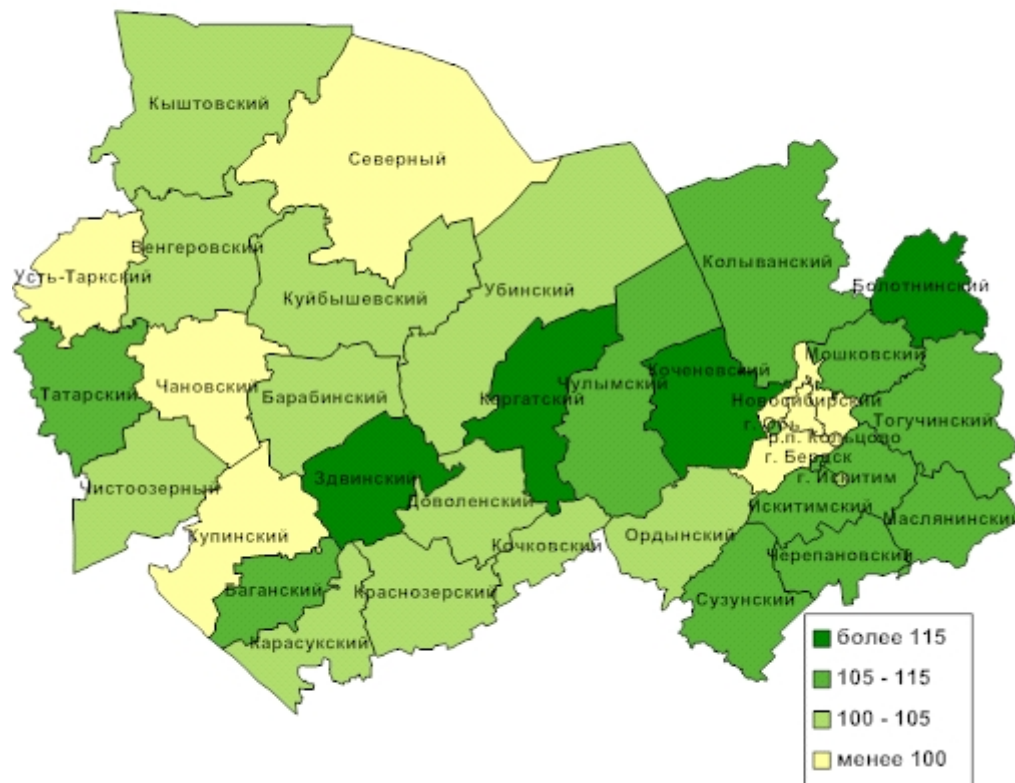 Кыштовский
Северный
Усть-Таркский
Венгеровский
Куйбышевский
Убинский
Колыванский
Болотнинский
Татарский
Чановский
Барабинский
Каргатский
Чулымский
Коченевский
Мошковский
Новосибирский
г. Обь
р.п. Кольцово
г. Бердск
Тогучинский
г. Искитим
Чистоозерный
Здвинский
Доволенский
Купинский
Кочковский
Ордынский
Искитимский
Маслянинский
Черепановский
Баганский
Краснозерский
Сузунский
Карасукский
более 115
105 - 115
100 - 105
менее 100